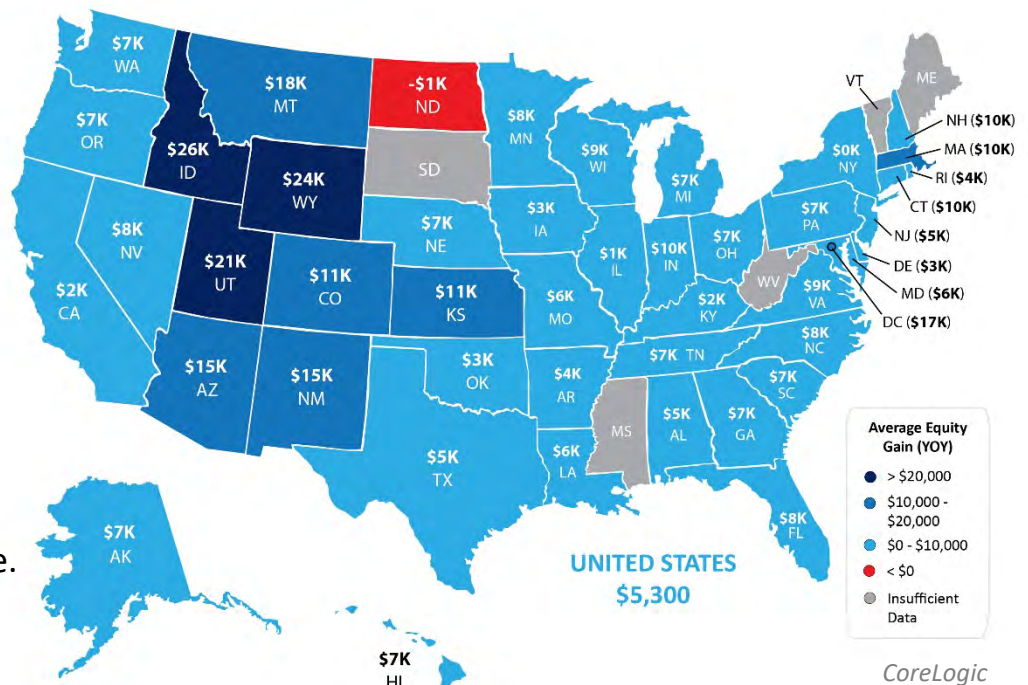 $7K
WA
$7K
OR
$2K
CA
$8K
NV
$26K
ID
$18K
MT
$24K
WY
$21K
UT
$11K
CO
$15K
AZ
$15K
NM
-$1K
ND
SD
$7K
NE
$11K
KS
$3K
OK
$5K
TX
$8K
MN
$3K
IA
$6K
MO
$4K
AR
$6K
LA
$9K
WI
$1K
IL
$7K
MI
$10K
IN
$7K
OH
$2K
KY
$7K TN
MS
$5K
AL
$7K
GA
$8K
FL
$7K
SC
$8K
NC
$9K
VA
WV
$7K
PA
$0K
NY
VT
ME
NH ($10K)
MA ($10K)
RI ($4K)
CT ($10K)
NJ ($5K)
DE ($3K)
MD ($6K)
DC ($17K)
$7K
AK
$7K
HI
e.
UNITED STATES
$5,300
Average Equity
Gain (YOY)
> $20,000
$10,000 -
$20,000
$0 - $10,000
< $0
Insufficient
Data
CoreLogic